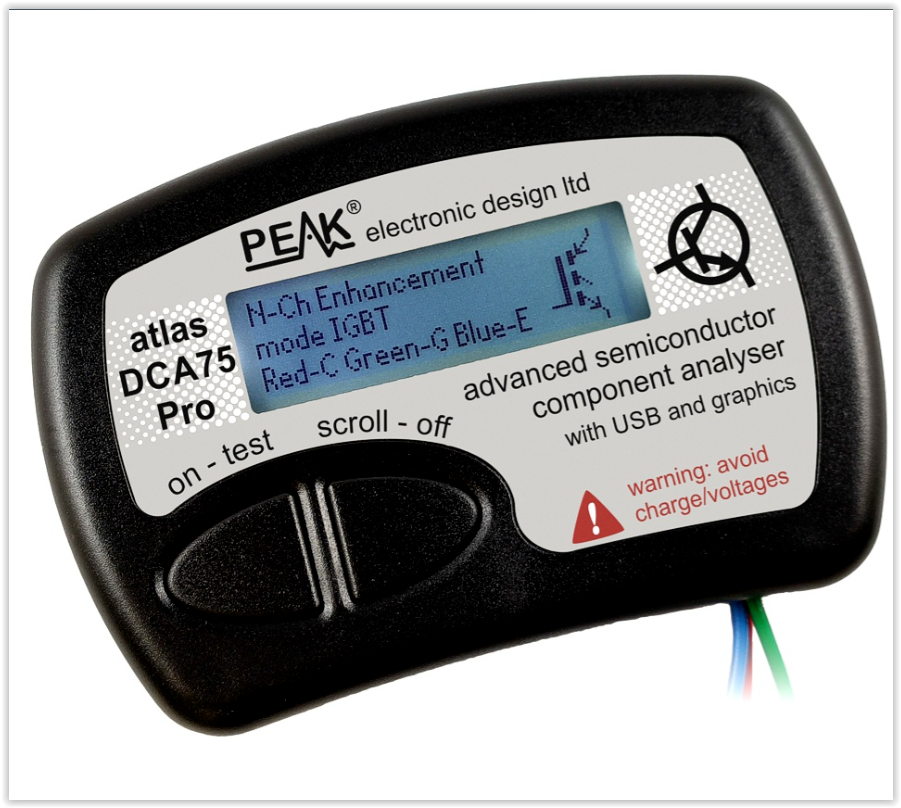 PEAK®
electronic design ltd
N-Ch Enhancement
mode IGBT
Red-C Green-G Blue-E
atlas
DCA75
Pro
on - test
scroll - off
advanced semiconductor
component analyser
with USB and graphics
warning: avoid
charge/voltages
!